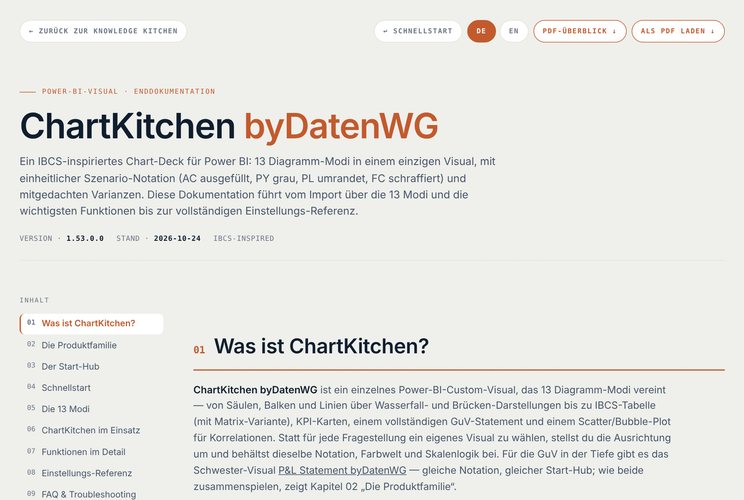 ← ZURÜCK ZUR KNOWLEDGE KITCHEN
↩ SCHNELLSTART
DE
EN
PDF-ÜBERBLICK ↓
ALS PDF LADEN ↓
POWER-BI-VISUAL · ENDDOKUMENTATION
ChartKitchen byDatenWG
Ein IBCS-inspiriertes Chart-Deck für Power BI: 13 Diagramm-Modi in einem einzigen Visual, mit
einheitlicher Szenario-Notation (AC ausgefüllt, PY grau, PL umrandet, FC schraffiert) und
mitgedachten Varianzen. Diese Dokumentation führt vom Import über die 13 Modi und die
wichtigsten Funktionen bis zur vollständigen Einstellungs-Referenz.
VERSION · 1.53.0.0 STAND · 2026-10-24 IBCS-INSPIRED
INHALT
01 Was ist ChartKitchen?
02 Die Produktfamilie
03 Der Start-Hub
04 Schnellstart
05 Die 13 Modi
06 ChartKitchen im Einsatz
07 Funktionen im Detail
08 Einstellungs-Referenz
09 FAQ & Troubleshooting
01 Was ist ChartKitchen?
ChartKitchen byDatenWG ist ein einzelnes Power-BI-Custom-Visual, das 13 Diagramm-Modi vereint
— von Säulen, Balken und Linien über Wasserfall- und Brücken-Darstellungen bis zu IBCS-Tabelle
(mit Matrix-Variante), KPI-Karten, einem vollständigen GuV-Statement und einem Scatter/Bubble-Plot
für Korrelationen. Statt für jede Fragestellung ein eigenes Visual zu wählen, stellst du die Ausrichtung
um und behältst dieselbe Notation, Farbwelt und Skalenlogik bei. Für die GuV in der Tiefe gibt es das
Schwester-Visual P&L Statement byDatenWG — gleiche Notation, gleicher Start-Hub; wie beide
zusammenspielen, zeigt Kapitel 02 „Die Produktfamilie“.